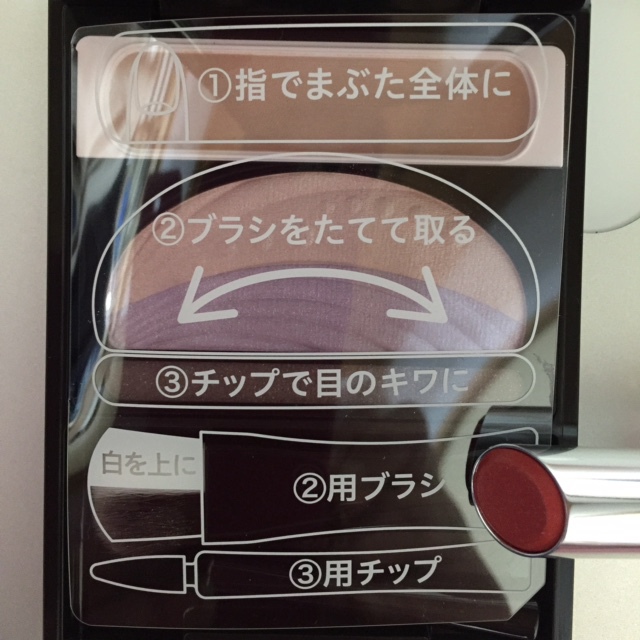 ①指でまぶた全体に
②ブラシをたてて取る
③チップで目のキワに
白を上に
②用ブラシ
③用チップ